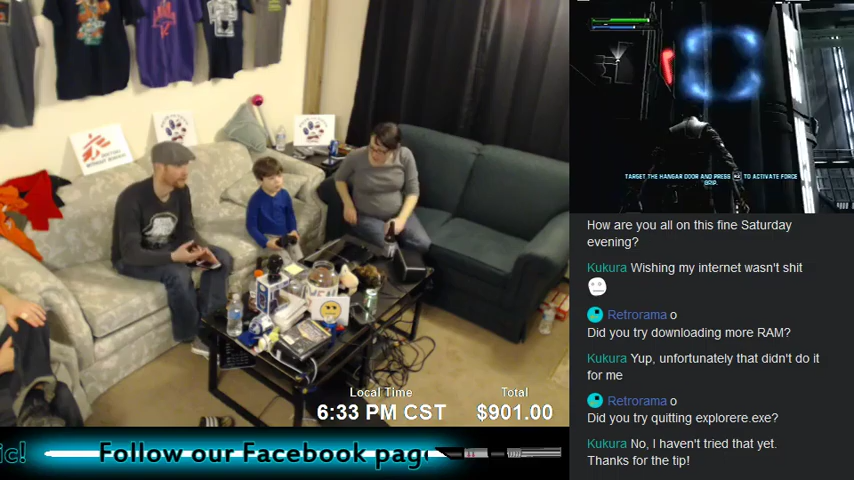 TARGET THE HANGAR DOOR AND PRESS R2 TO ACTIVATE FORCE
GRIP.
How are you all on this fine Saturday
evening?
Kukura Wishing my internet wasn't shit
Retrorama o
Did you try downloading more RAM?
Kukura Yup, unfortunately that didn't do it
for me
Retrorama o
Did you try quitting explorere.exe?
Kukura No, I haven't tried that yet.
Thanks for the tip!
Local Time
Total
6:33 PM CST
$901.00
c!
Follow our Facebook page